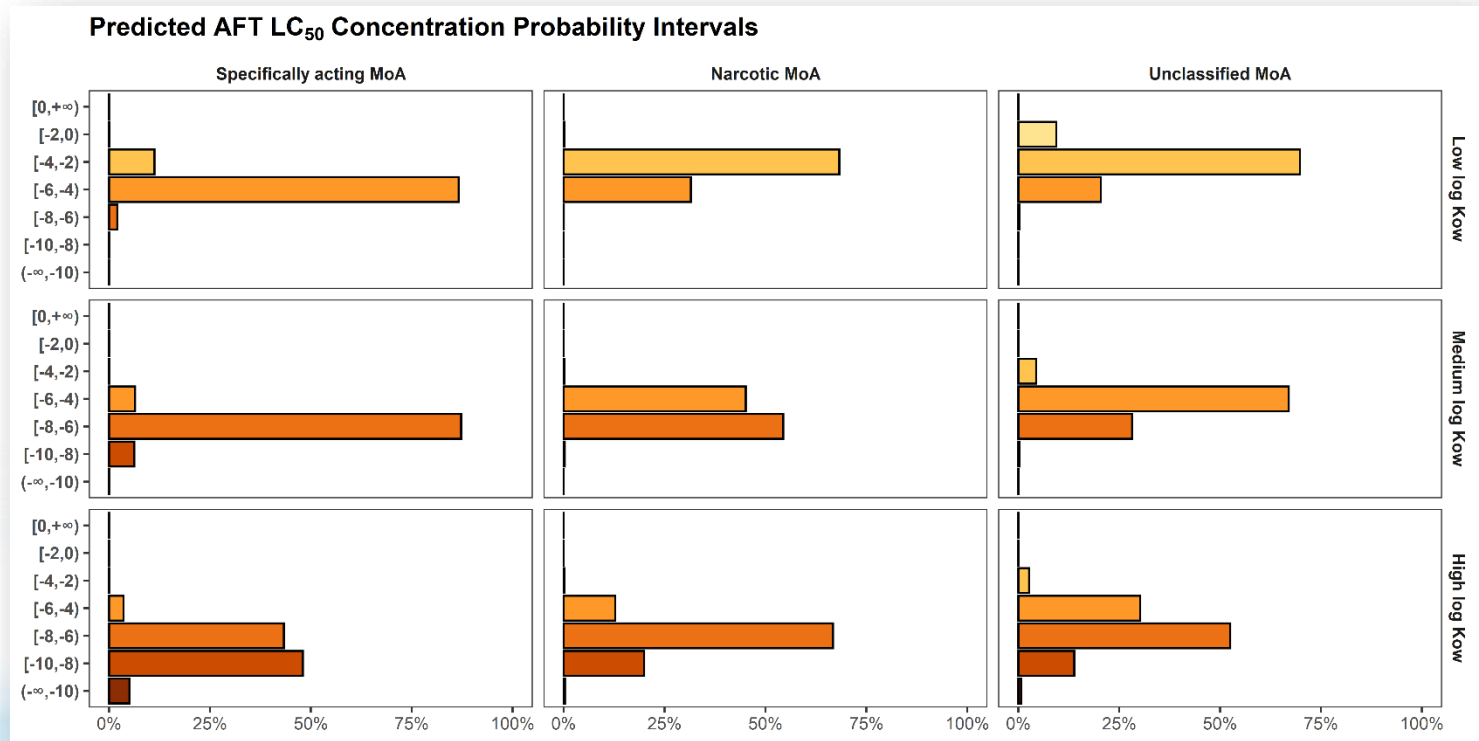 Predicted AFT LC₅₀ Concentration Probability Intervals
Specifically acting MoA
Narcotic MoA
Unclassified MoA
[0,+∞)
[-2,0)
[-4,-2)
[-6,-4)
[-8,-6)
[-10,-8)
(-∞,-10)
Low log Kow
[0,+∞)
[-2,0)
[-4,-2)
[-6,-4)
[-8,-6)
[-10,-8)
(-∞,-10)
Medium log Kow
[0,+∞)
[-2,0)
[-4,-2)
[-6,-4)
[-8,-6)
[-10,-8)
(-∞,-10)
High log Kow
0% 25% 50% 75% 100% 0% 25% 50% 75% 100% 0% 25% 50% 75% 100%